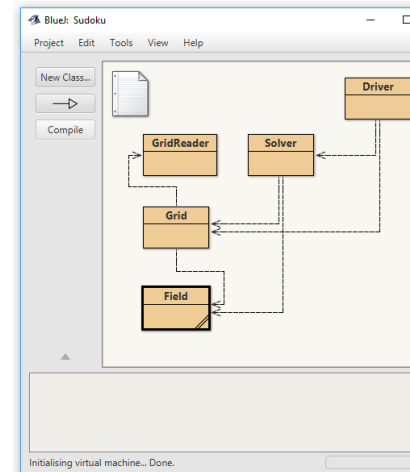 BlueJ: Sudoku
Project Edit Tools View Help
New Class...
Compile
Driver
GridReader
Solver
Grid
Field
Initialising virtual machine... Done.